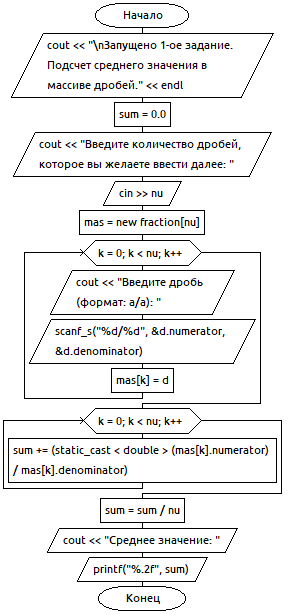 Начало
cout << "\nЗапущено 1-ое задание.
Подсчет среднего значения в
массиве дробей." << endl
sum = 0.0
cout << "Введите количество дробей,
которое вы желаете ввести далее: "
cin >> nu
mas = new fraction[nu]
k = 0; k < nu; k++
cout << "Введите дробь
(формат: a/a): "
scanf_s("%d/%d", &d.numerator,
&d.denominator)
mas[k] = d
k = 0; k < nu; k++
sum += (static_cast < double > (mas[k].numerator)
/ mas[k].denominator)
sum = sum / nu
cout << "Среднее значение: "
printf("%.2f", sum)
Конец